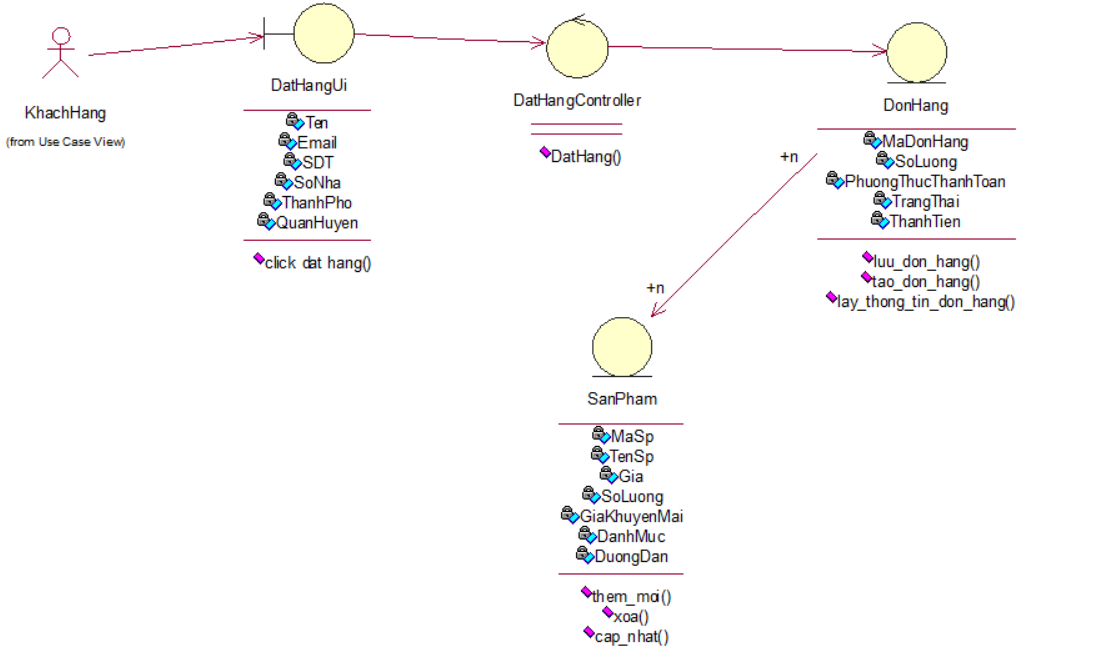 KhachHang
(from Use Case View)
DatHangUi
Ten
Email
SDT
SoNha
ThanhPho
QuanHuyen
click dat hang()
DatHangController
DatHang()
DonHang
MaDonHang
SoLuong
PhuongThucThanhToan
TrangThai
ThanhTien
luu_don_hang()
tao_don_hang()
lay_thong_tin_don_hang()
+n
+n
SanPham
MaSp
TenSp
Gia
SoLuong
GiaKhuyenMai
DanhMuc
DuongDan
them_moi()
xoa()
cap_nhat()